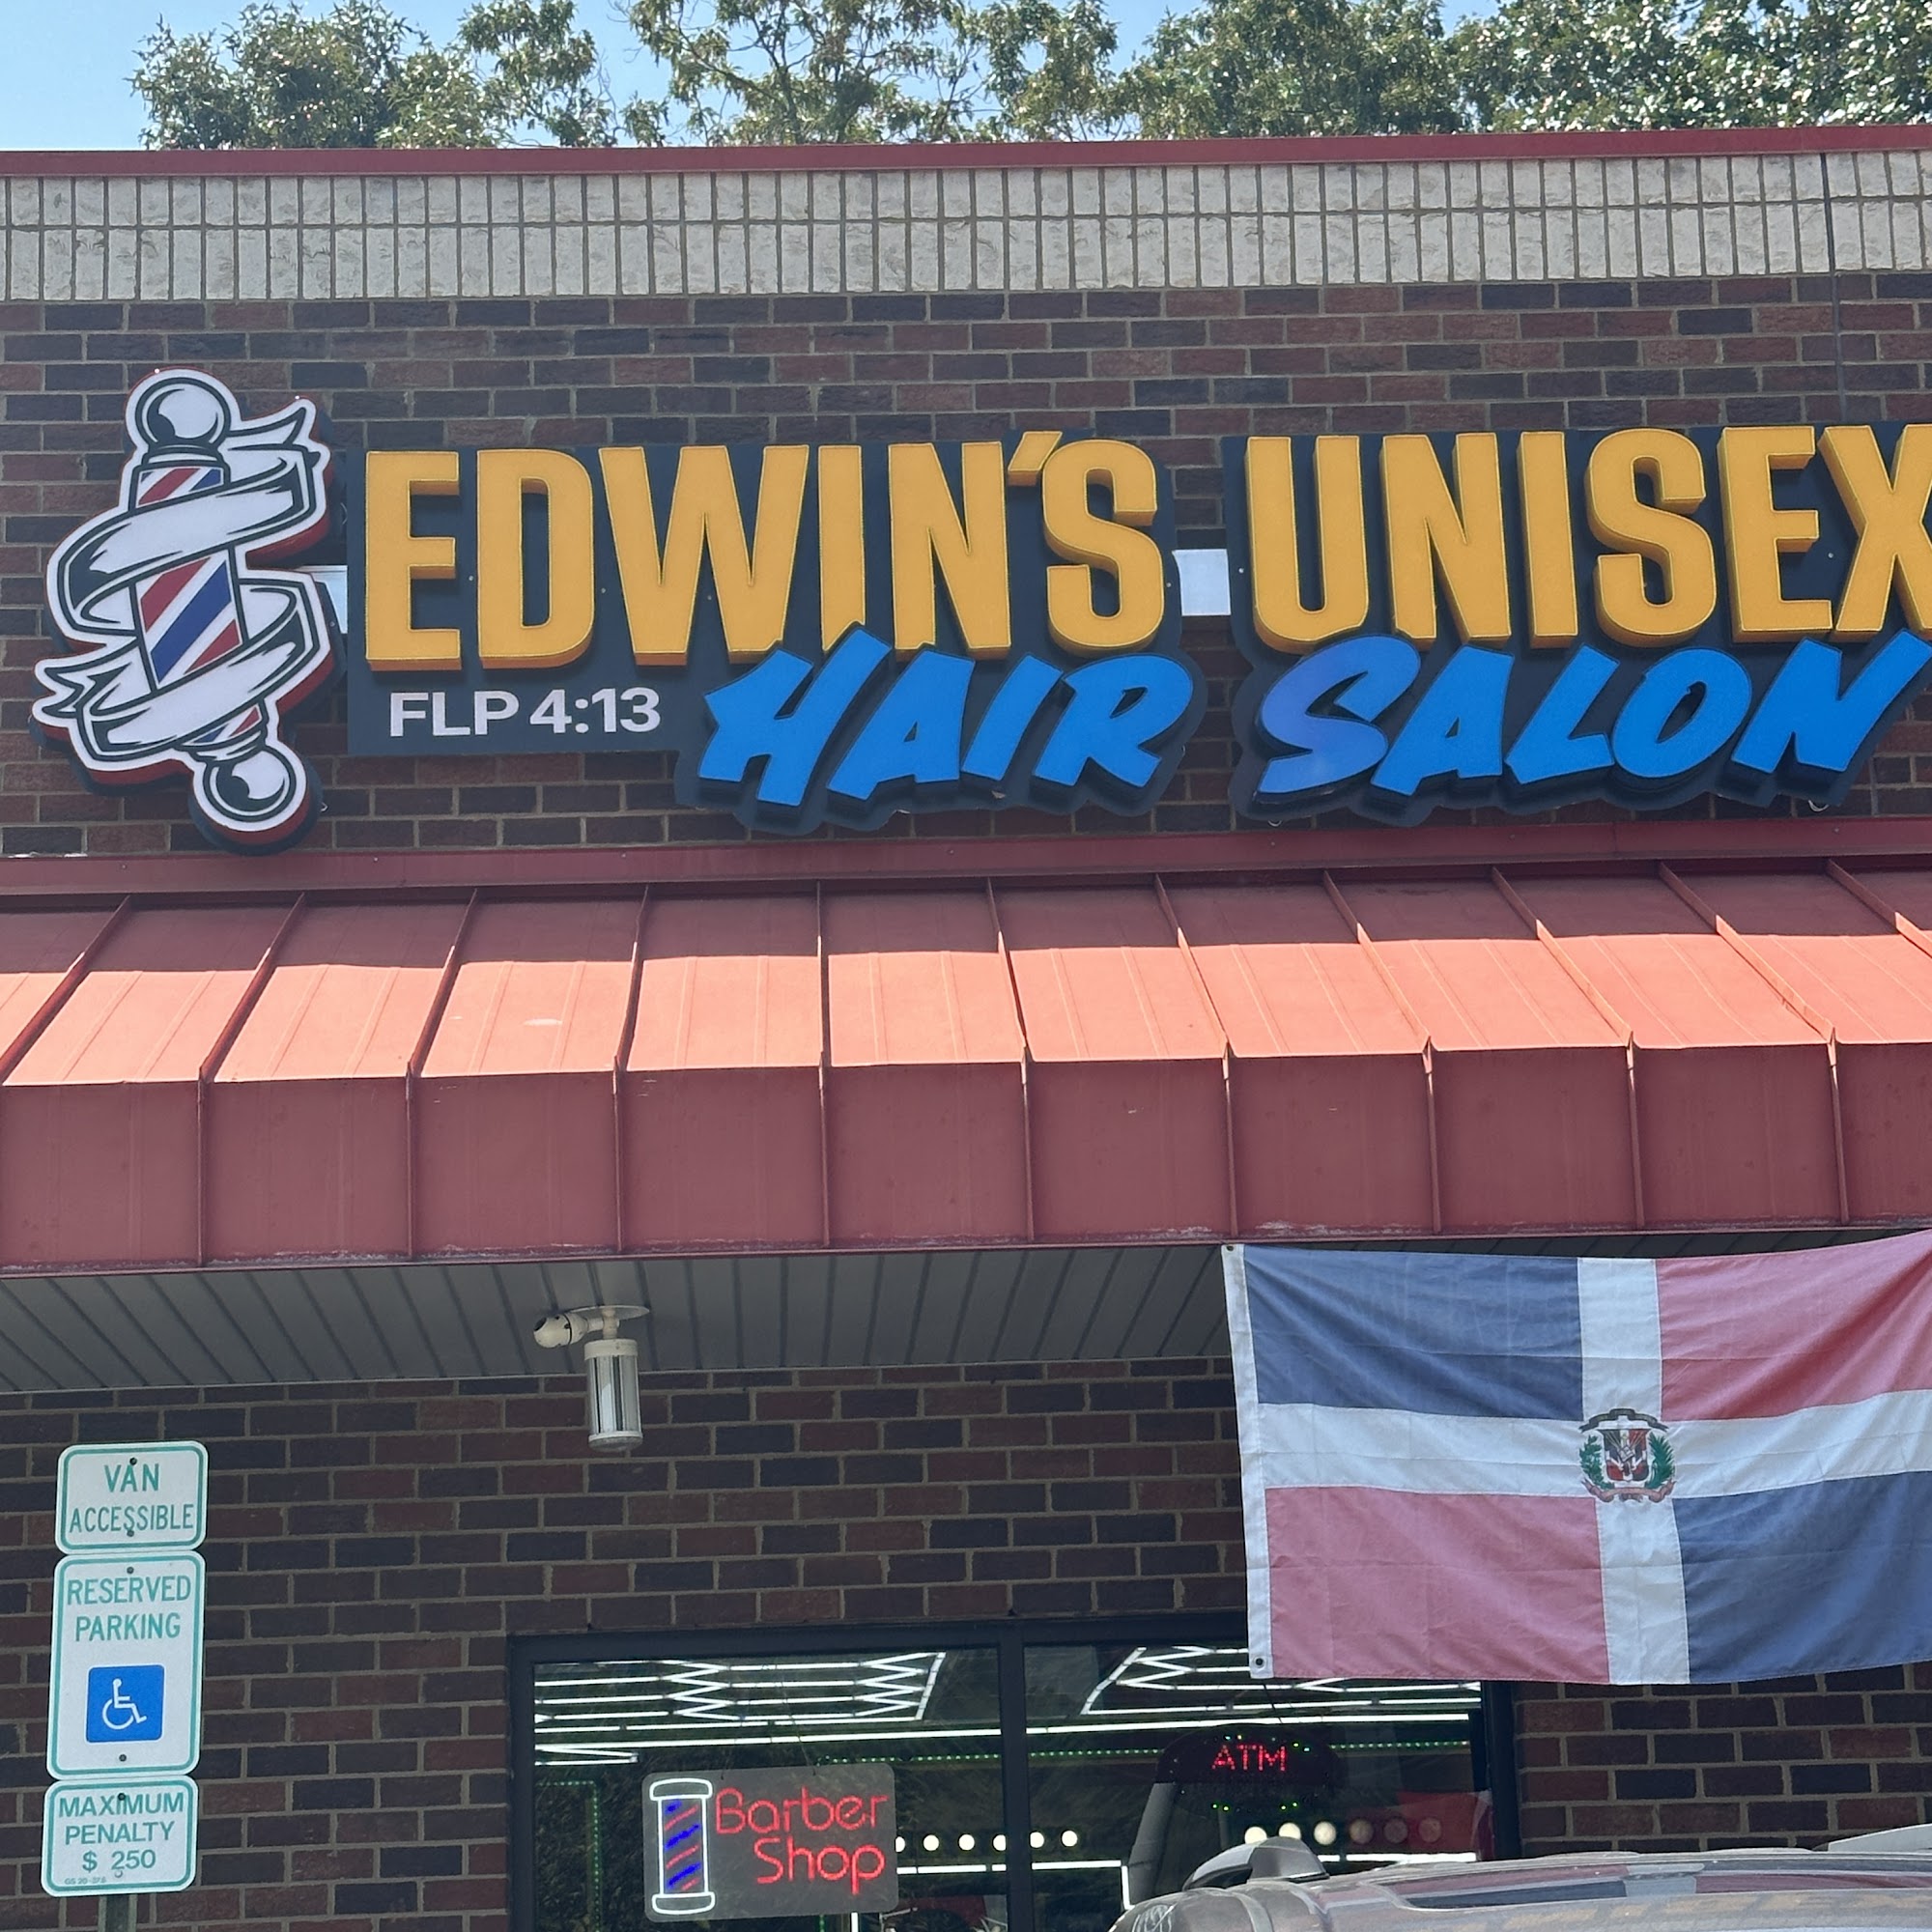 EDWIN'S UNISEX
FLP 4:13
HAIR SALON
VAN
ACCESSIBLE
RESERVED
PARKING
MAXIMUM
PENALTY
$ 250
Barber
Shop
ATM